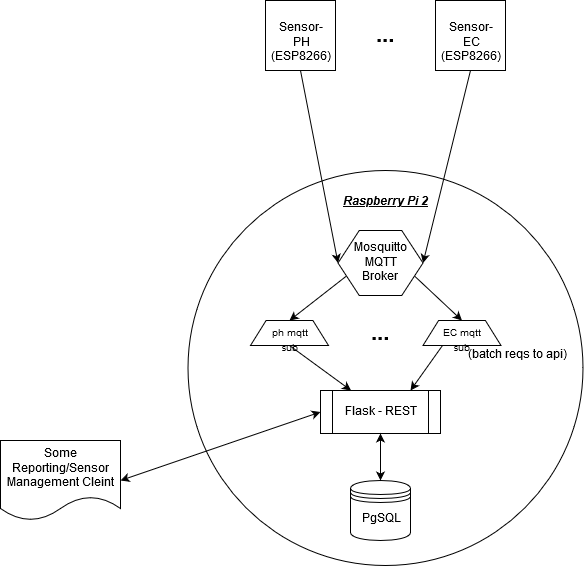 Sensor-
PH
(ESP8266)
...
Sensor-
EC
(ESP8266)
Raspberry Pi 2
Mosquitto
MQTT
Broker
ph mqtt
sub
...
EC mqtt
sub
(batch reqs to api)
Flask - REST
Some
Reporting/Sensor
Management Cleint
PgSQL